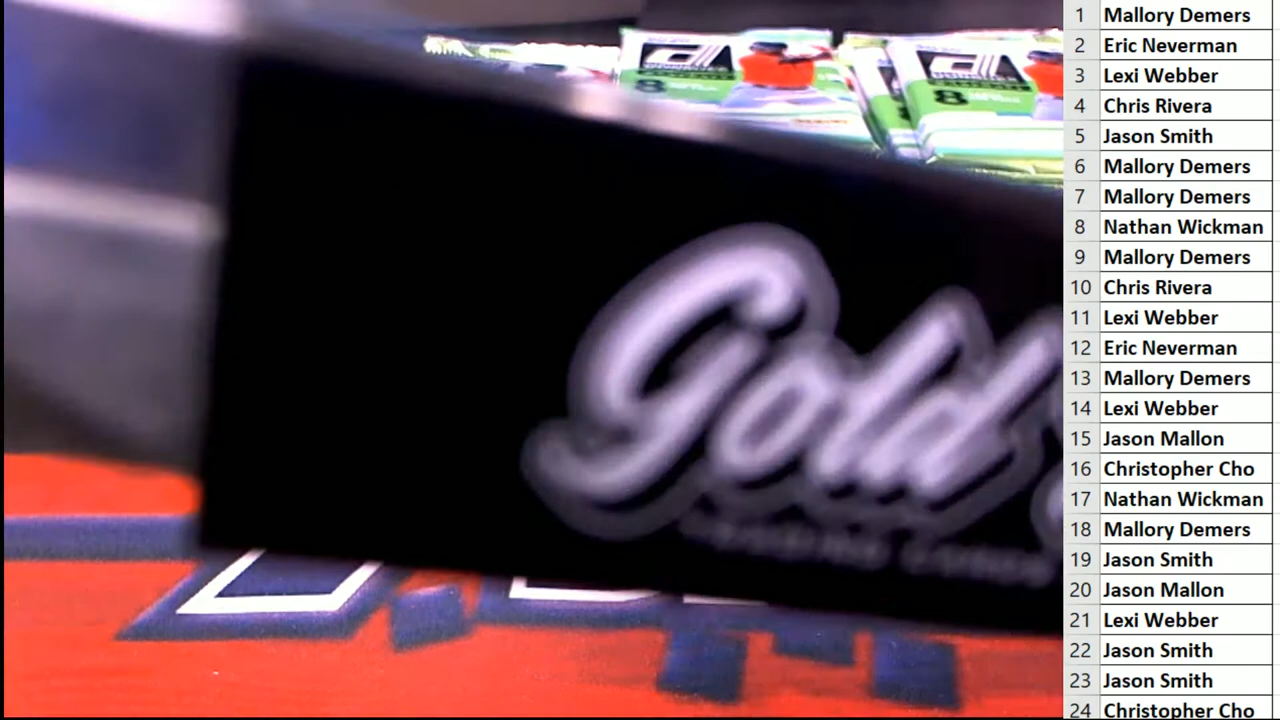 Gold
8
8
1 Mallory Demers
2 Eric Neverman
3 Lexi Webber
4 Chris Rivera
5 Jason Smith
6 Mallory Demers
7 Mallory Demers
8 Nathan Wickman
9 Mallory Demers
10 Chris Rivera
11 Lexi Webber
12 Eric Neverman
13 Mallory Demers
14 Lexi Webber
15 Jason Mallon
16 Christopher Cho
17 Nathan Wickman
18 Mallory Demers
19 Jason Smith
20 Jason Mallon
21 Lexi Webber
22 Jason Smith
23 Jason Smith
24 Christopher Cho